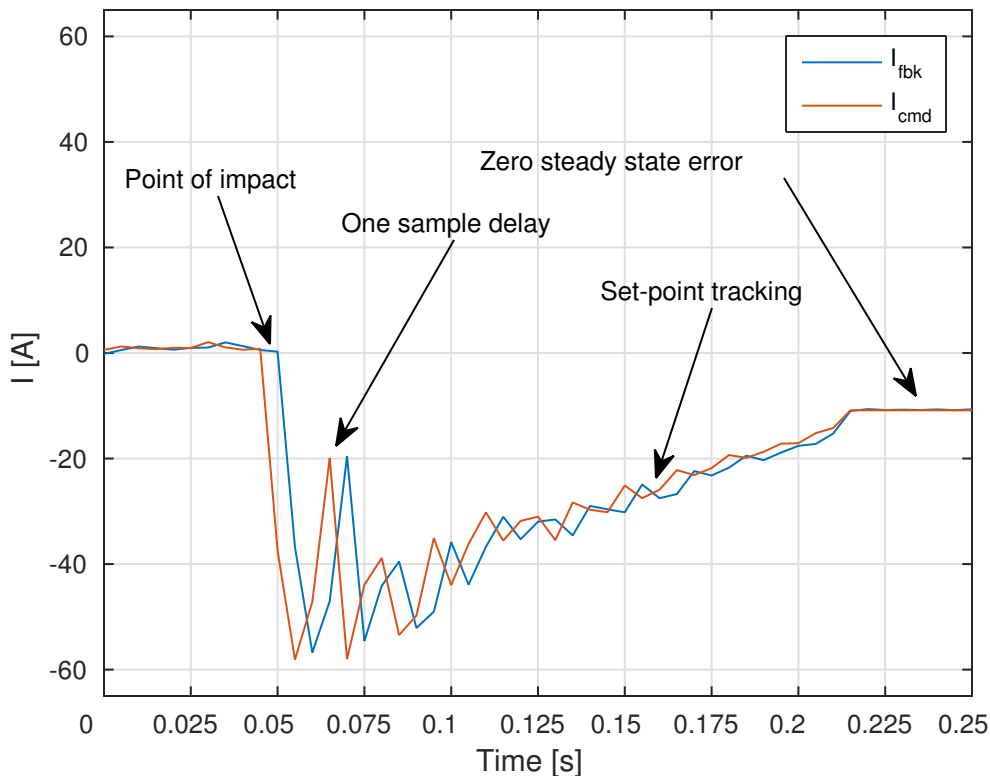 60
I_fbk
I_cmd
40
Zero steady state error
Point of impact
One sample delay
20
Set-point tracking
0
I [A]
-20
-40
-60
0 0.025 0.05 0.075 0.1 0.125 0.15 0.175 0.2 0.225 0.25
Time [s]